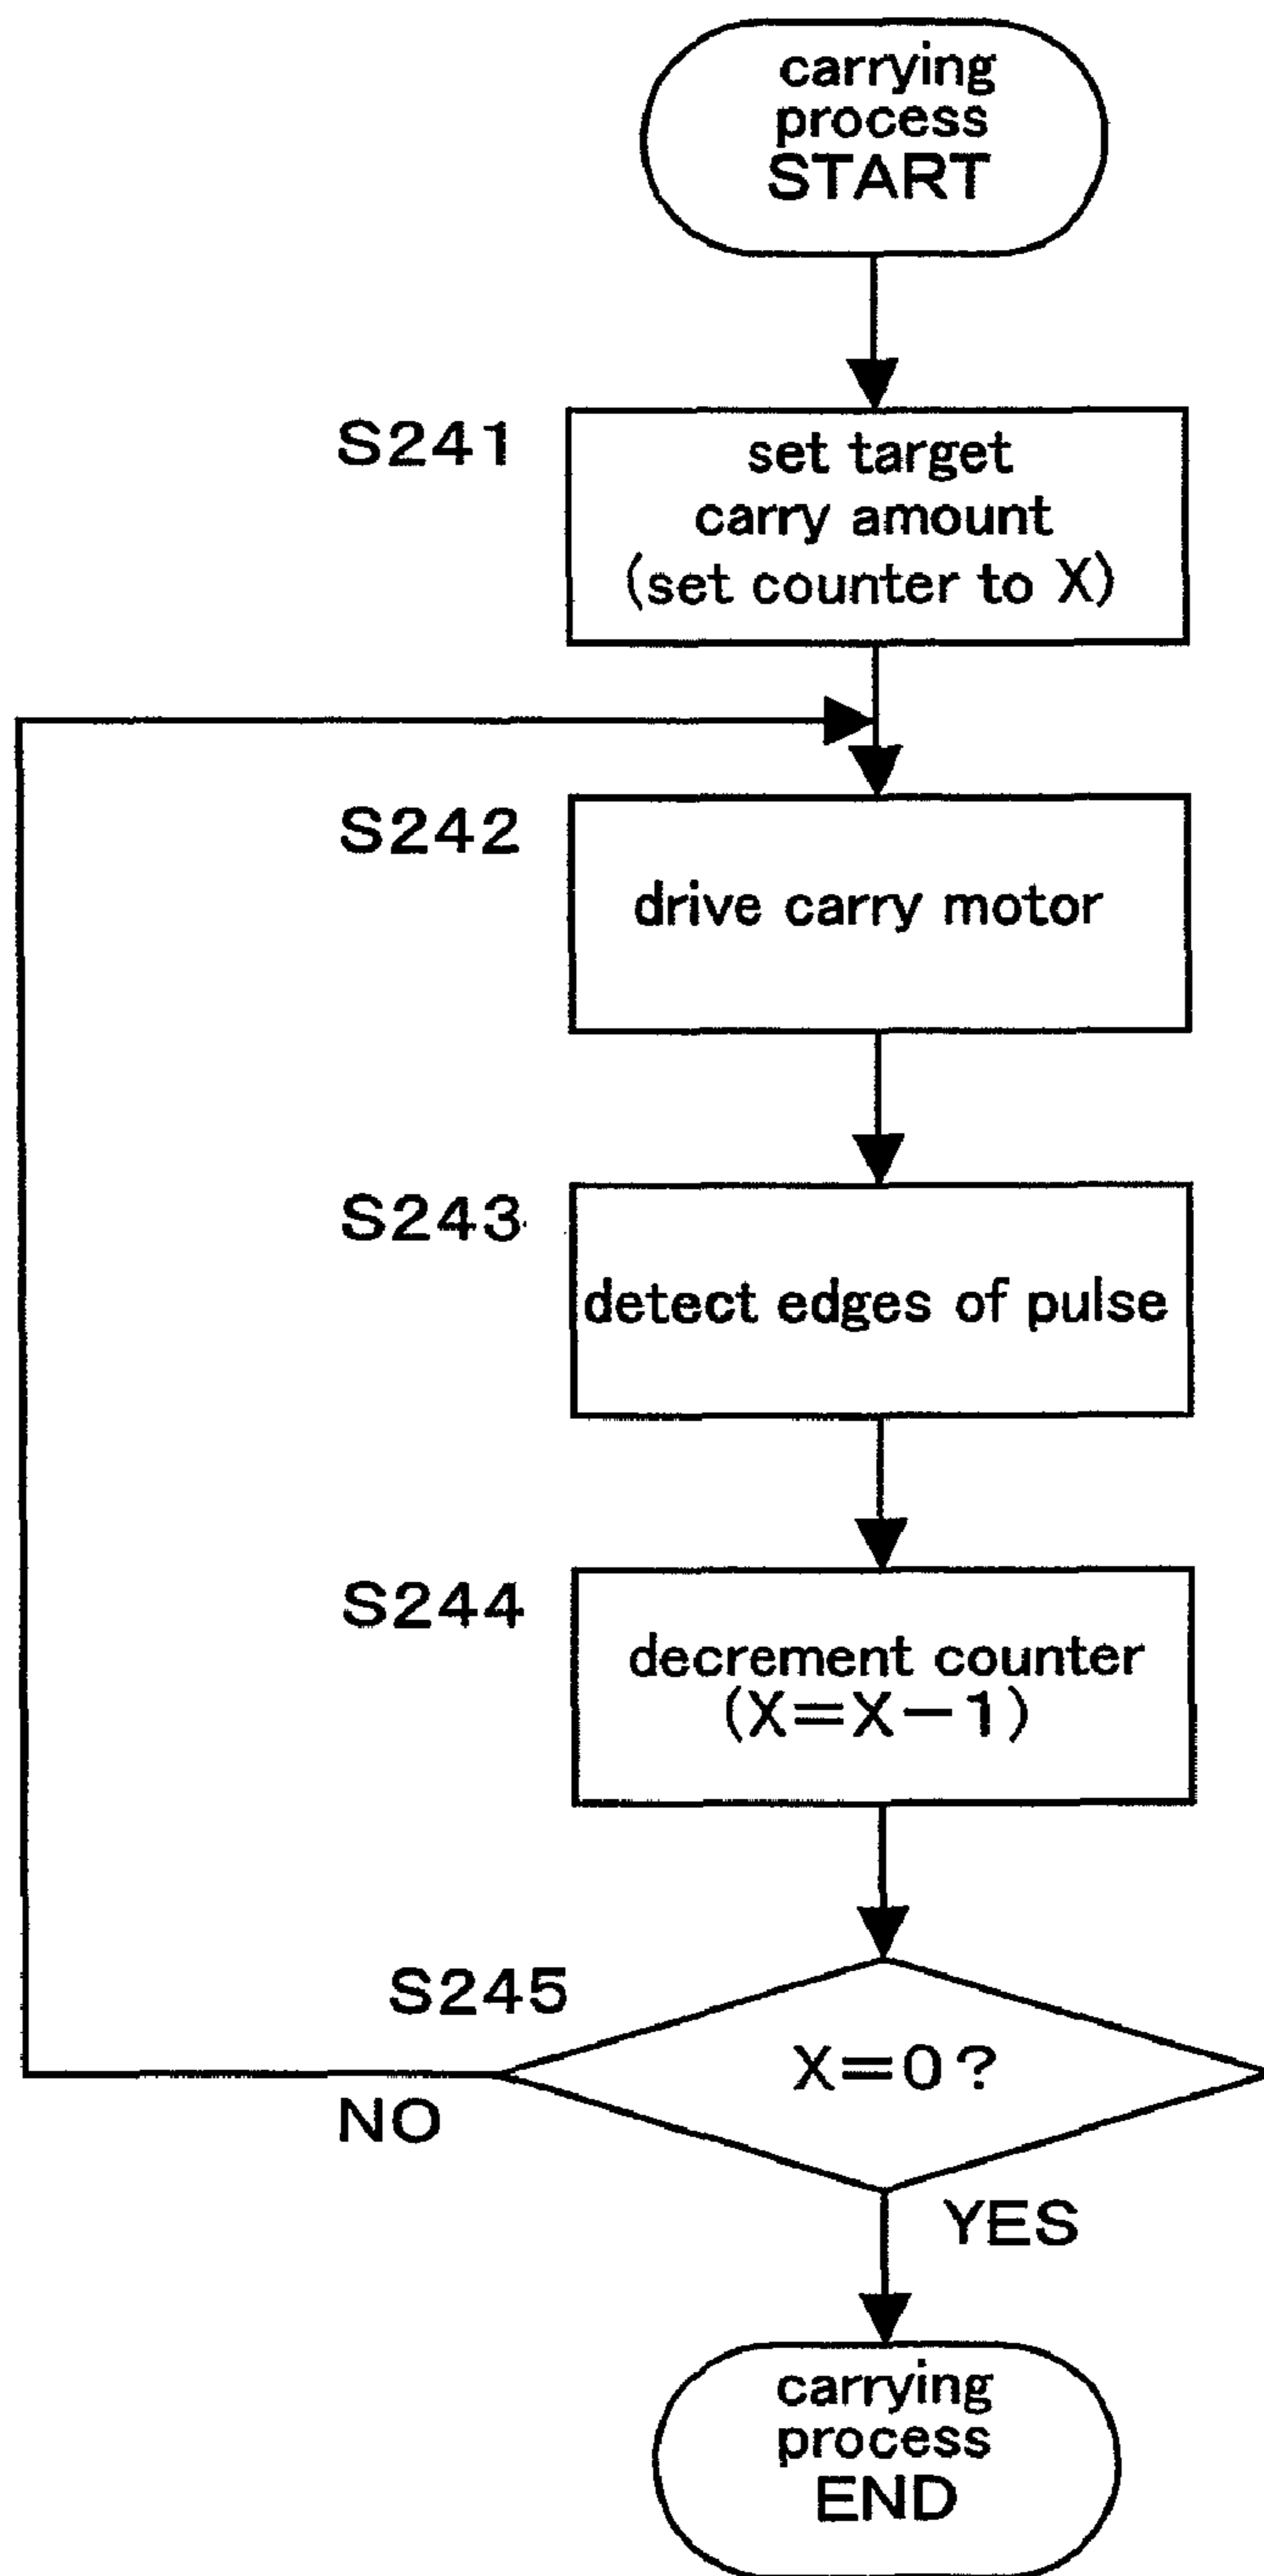 carrying
process
START
S241
set target
carry amount
(set counter to X)
S242
drive carry motor
S243
detect edges of pulse
S244
decrement counter
(X=X-1)
S245
X=0?
NO
YES
carrying
process
END